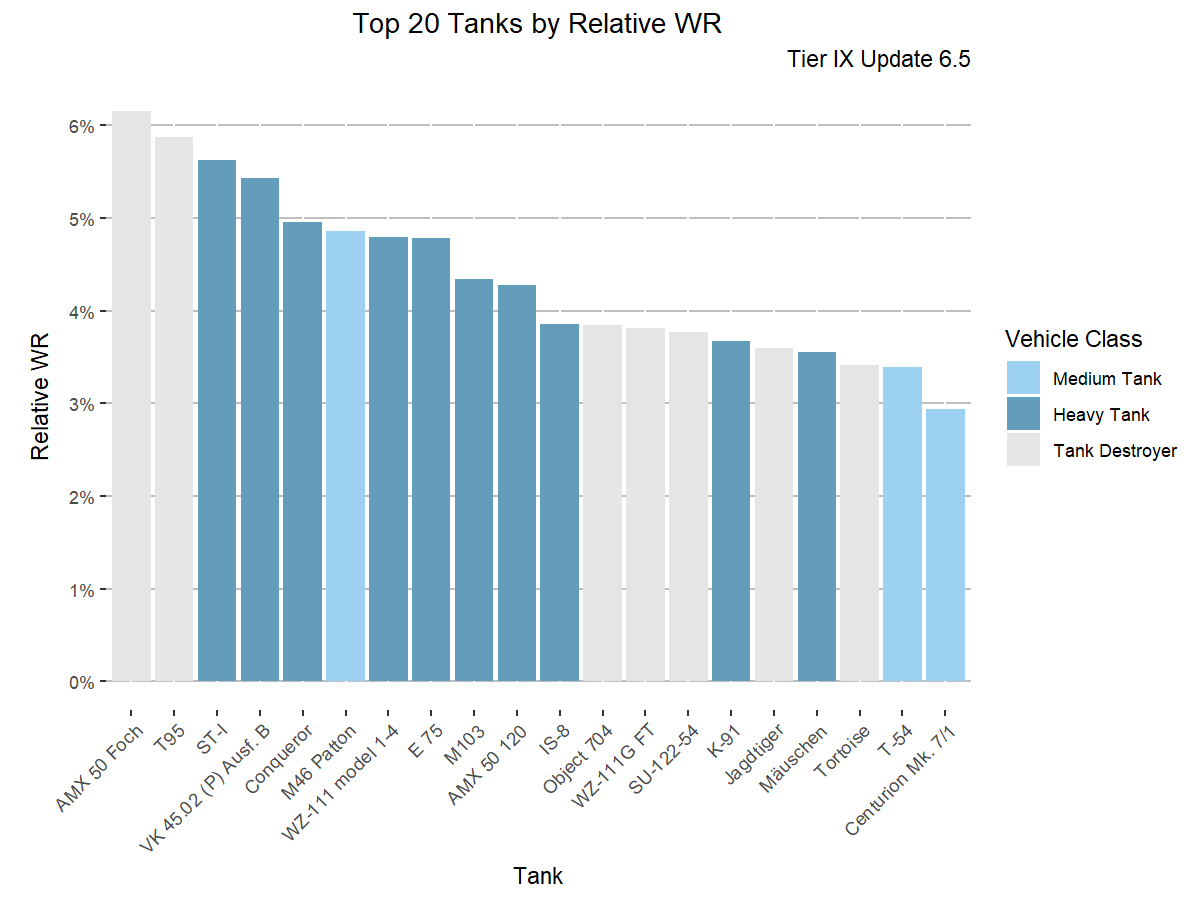 Top 20 Tanks by Relative WR
Tier IX Update 6.5
6%
5%
4%
3%
2%
1%
0%
Relative WR
AMX 50 Foch
T95
ST-I
VK 45.02 (P) Ausf. B
Conqueror
M46 Patton
WZ-111 model 1-4
E 75
M103
AMX 50 120
IS-8
Object 704
WZ-111G FT
SU-122-54
K-91
Jagdtiger
Mäuschen
Tortoise
T-54
Centurion Mk. 7/1
Tank
Vehicle Class
Medium Tank
Heavy Tank
Tank Destroyer